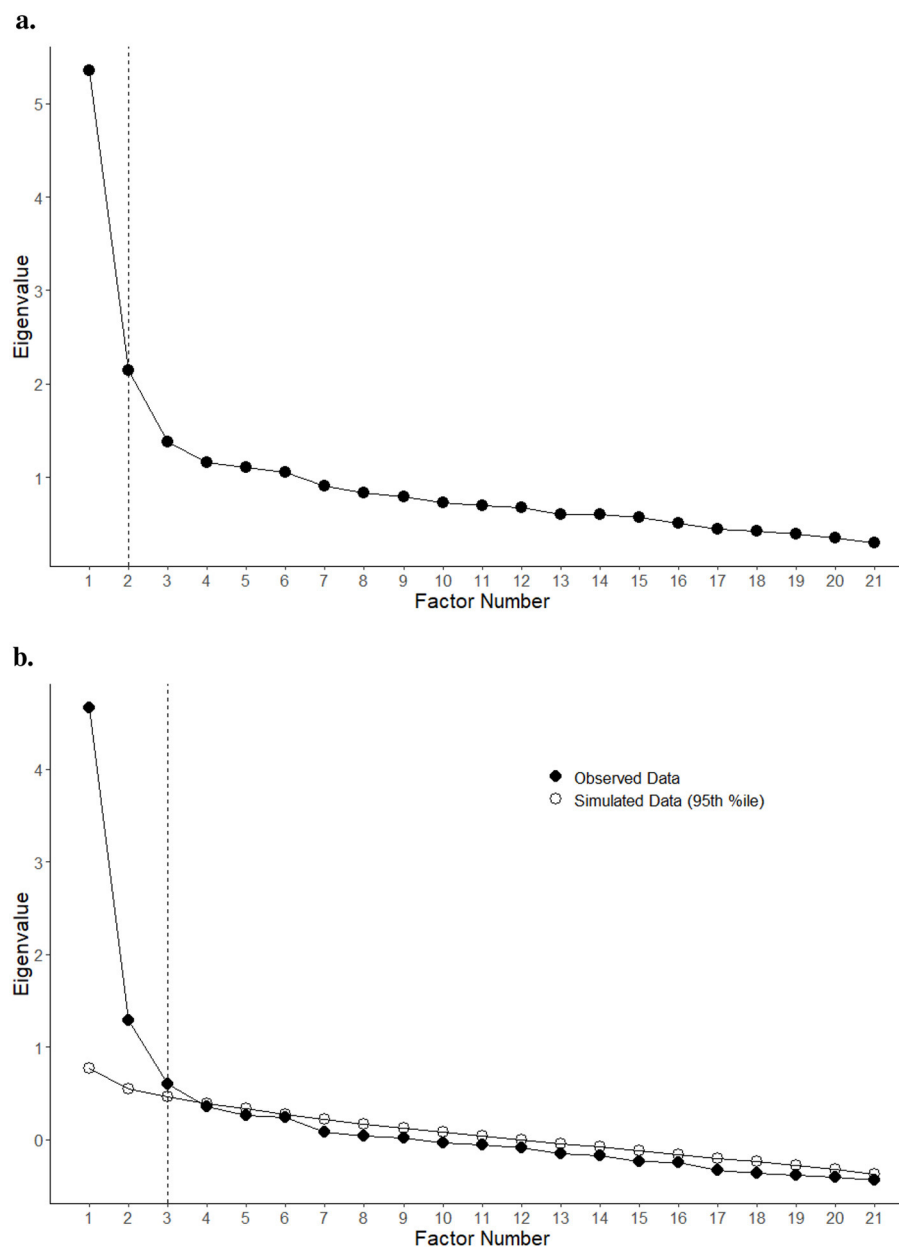 a.
5
4
3
2
1
Eigenvalue
1 2 3 4 5 6 7 8 9 10 11 12 13 14 15 16 17 18 19 20 21
Factor Number
b.
4
3
2
1
0
Eigenvalue
Observed Data
Simulated Data (95th %ile)
1 2 3 4 5 6 7 8 9 10 11 12 13 14 15 16 17 18 19 20 21
Factor Number